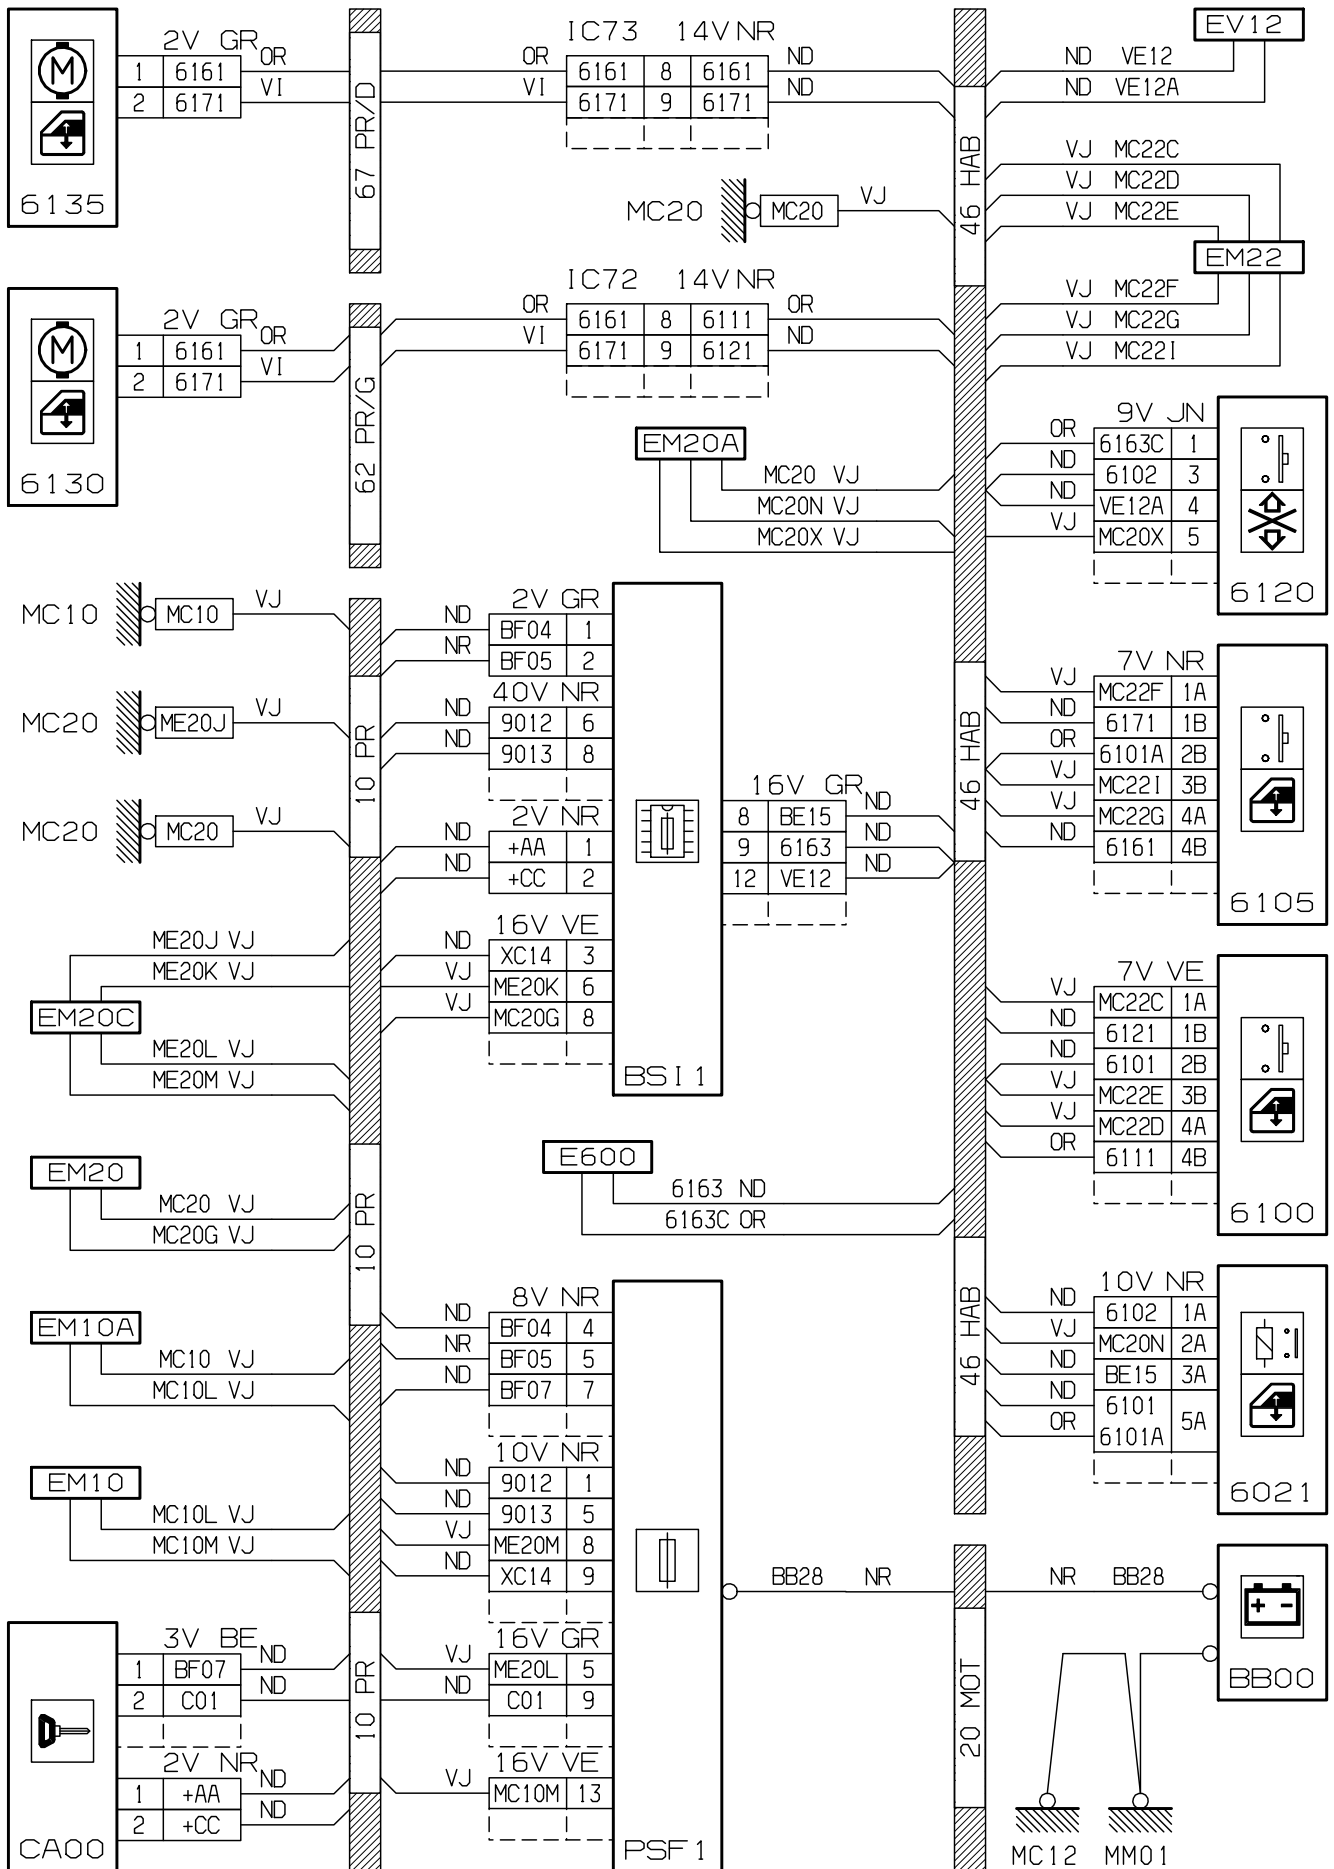 2V GR
1 6161 OR
2 6171 VI
6135
67 PR/D
IC73 14V NR
OR 6161 8 6161 ND
VI 6171 9 6171 ND
EV12
ND VE12
ND VE12A
MC20 MC20 VJ
46 HAB
VJ MC22C
VJ MC22D
VJ MC22E
EM22
VJ MC22F
VJ MC22G
VJ MC22I
2V GR
1 6161 OR
2 6171 VI
6130
62 PR/G
IC72 14V NR
OR 6161 8 6111 OR
VI 6171 9 6121 ND
EM20A
MC20 VJ
MC20N VJ
MC20X VJ
9V JN
OR 6163C 1
ND 6102 3
ND VE12A 4
VJ MC20X 5
6120
MC10 MC10 VJ
MC20 ME20J VJ
MC20 MC20 VJ
10 PR
2V GR
ND BF04 1
NR BF05 2
40V NR
ND 9012 6
ND 9013 8
2V NR
ND +AA 1
ND +CC 2
16V VE
ND XC14 3
VJ ME20K 6
VJ MC20G 8
BSI1
16V GR
8 BE15 ND
9 6163 ND
12 VE12 ND
46 HAB
7V NR
VJ MC22F 1A
ND 6171 1B
OR 6101A 2B
VJ MC22I 3B
VJ MC22G 4A
ND 6161 4B
6105
ME20J VJ
ME20K VJ
EM20C
ME20L VJ
ME20M VJ
7V VE
VJ MC22C 1A
ND 6121 1B
ND 6101 2B
VJ MC22E 3B
VJ MC22D 4A
OR 6111 4B
6100
EM20
MC20 VJ
MC20G VJ
10 PR
E600
6163 ND
6163C OR
EM10A
MC10 VJ
MC10L VJ
8V NR
ND BF04 4
NR BF05 5
ND BF07 7
46 HAB
10V NR
ND 6102 1A
VJ MC20N 2A
ND BE15 3A
ND 6101 5A
OR 6101A
6021
EM10
MC10L VJ
MC10M VJ
10V NR
ND 9012 1
ND 9013 5
VJ ME20M 8
ND XC14 9
BB28 NR
NR BB28
BB00
3V BE
1 BF07 ND
2 C01 ND
2V NR
1 +AA ND
2 +CC ND
CA00
10 PR
16V GR
VJ ME20L 5
ND C01 9
16V VE
VJ MC10M 13
PSF1
20 MOT
MC12 MM01